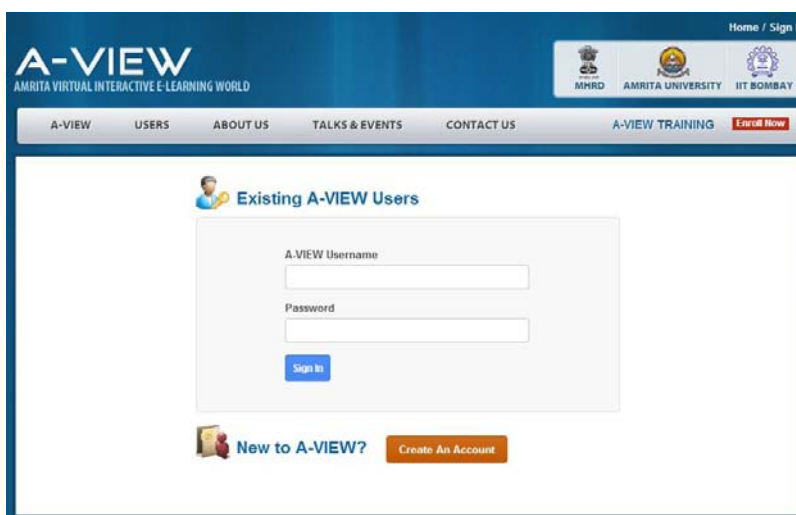 Home / Sign
A-VIEW
AMRITA VIRTUAL INTERACTIVE E-LEARNING WORLD
MHRD AMRITA UNIVERSITY IIT BOMBAY
A-VIEW USERS ABOUT US TALKS & EVENTS CONTACT US A-VIEW TRAINING Enroll Now
Existing A-VIEW Users
A-VIEW Username
Password
Sign In
New to A-VIEW? Create An Account